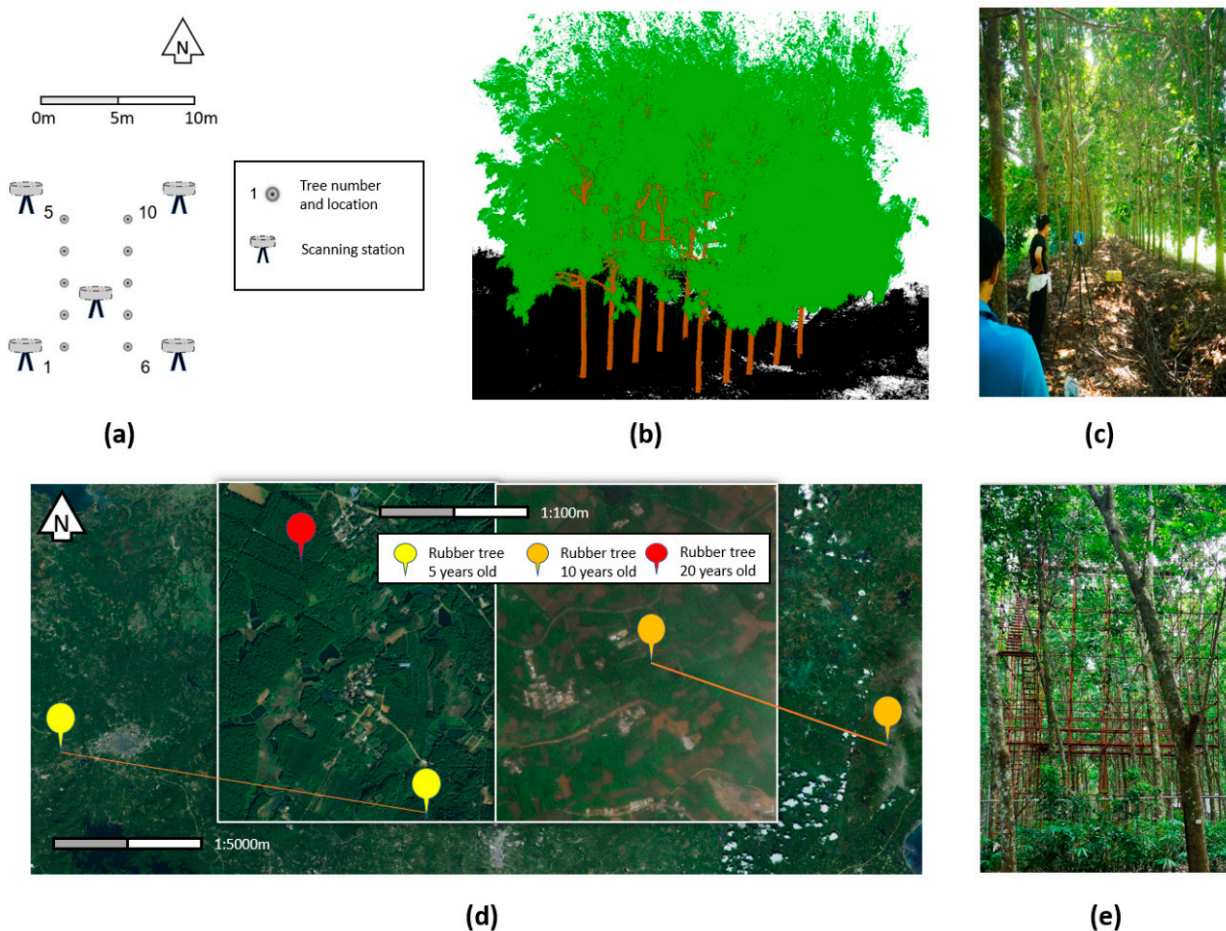 N
0m 5m 10m
5 10
1 6
1 Tree number
and location
Scanning station
(a)
(b)
(c)
N
1:100m
Rubber tree
5 years old
Rubber tree
10 years old
Rubber tree
20 years old
1:5000m
(d)
(e)